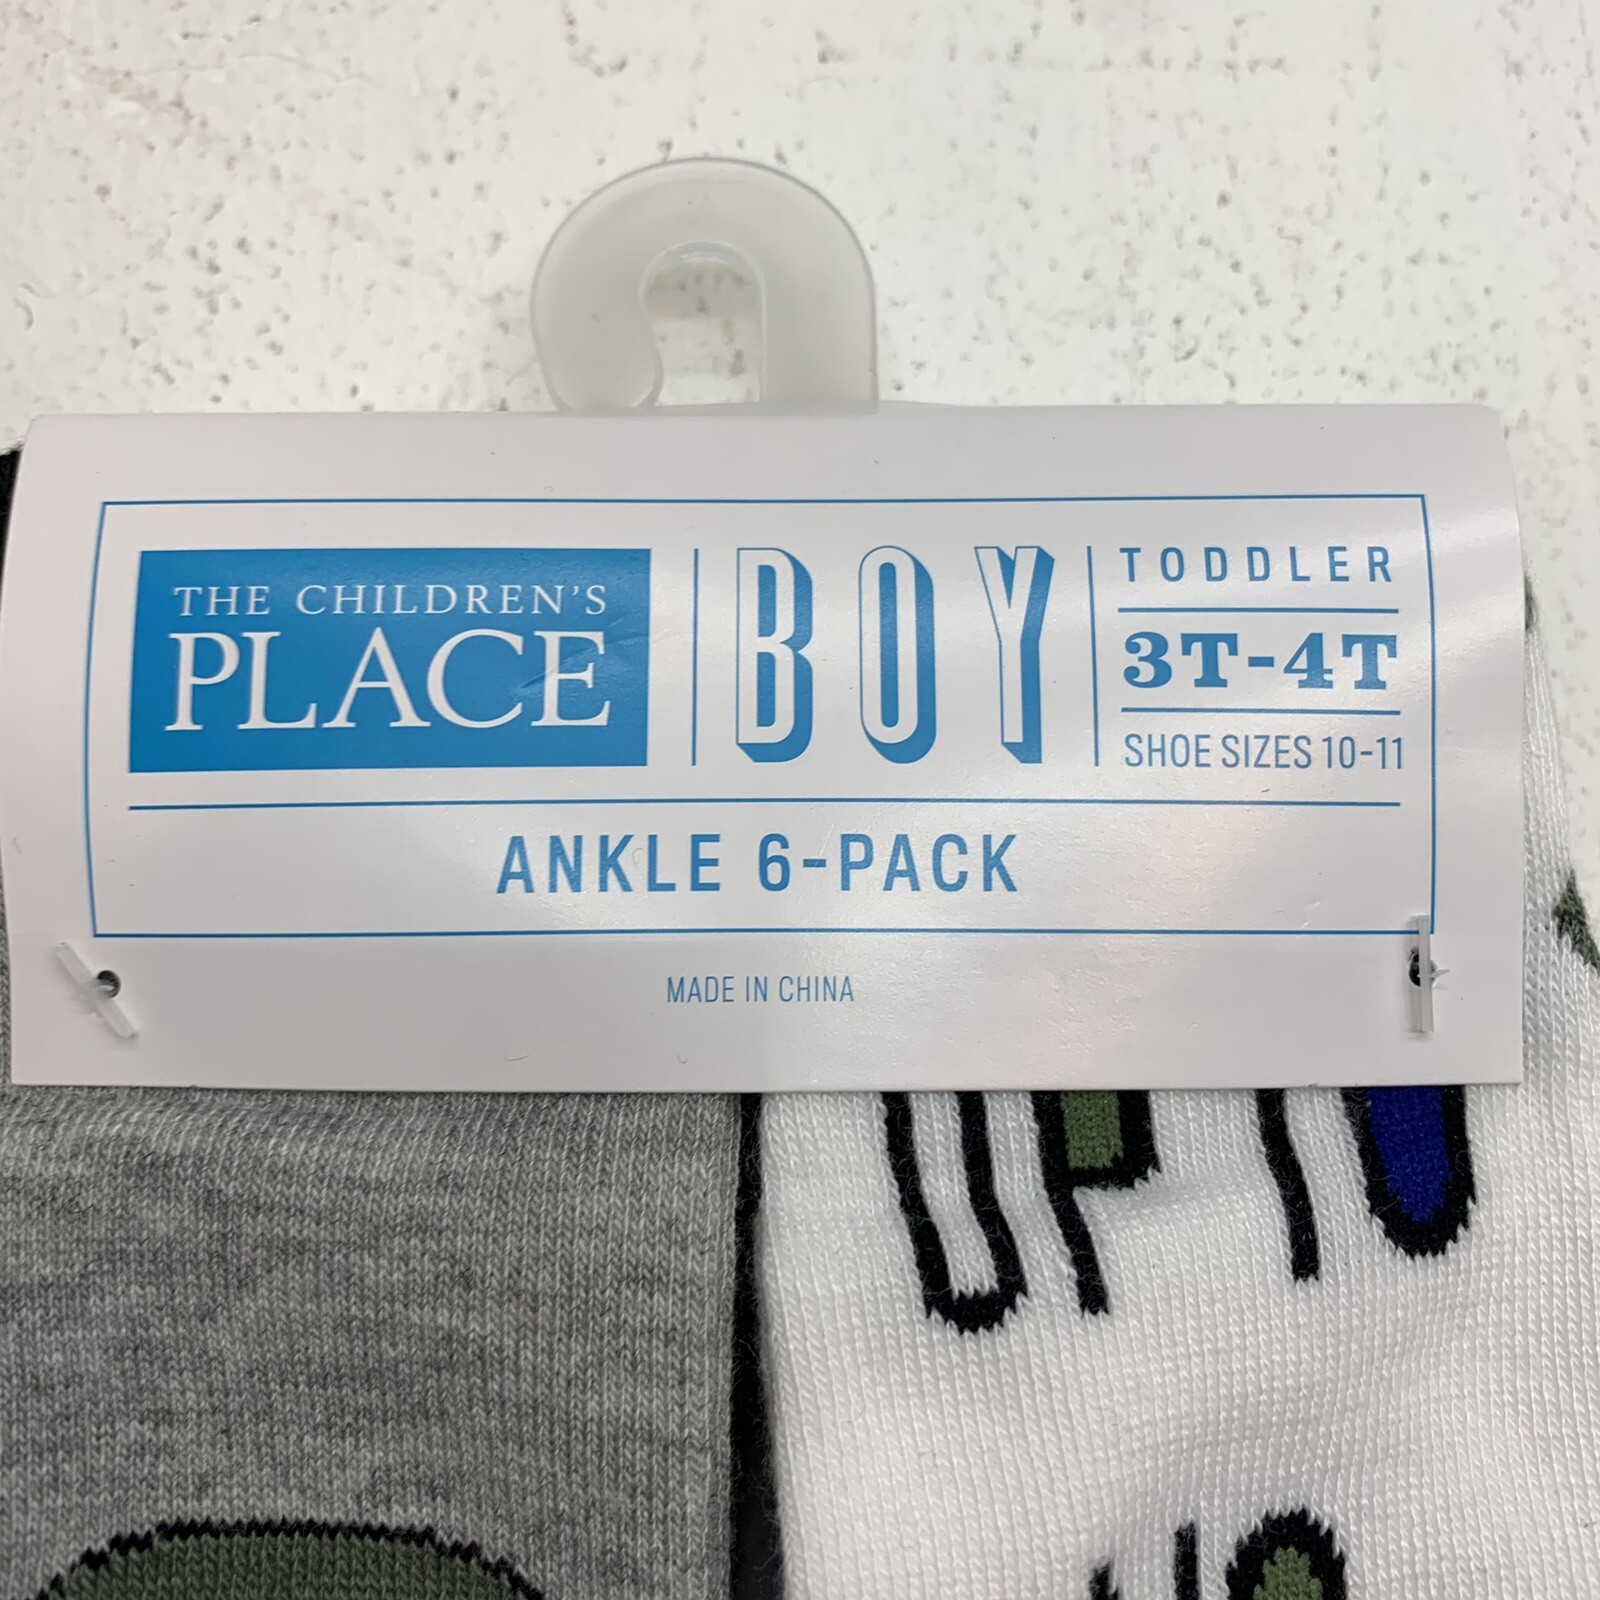 THE CHILDREN'S
PLACE
BOY
TODDLER
3T-4T
SHOE SIZES 10-11
ANKLE 6-PACK
MADE IN CHINA